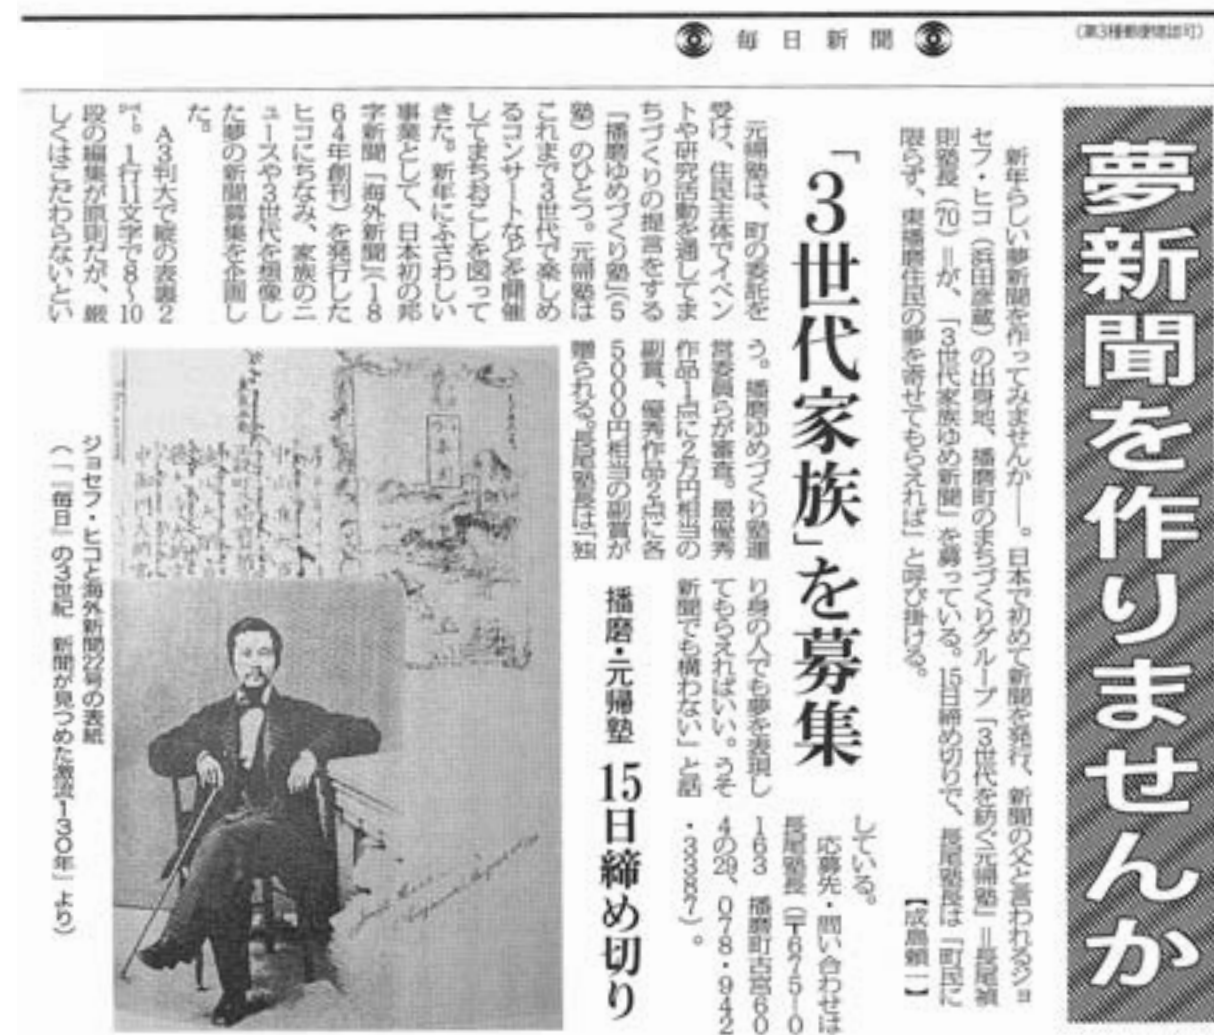 (第3種郵便物認可)
毎日新聞
夢新聞を作りませんか
新年らしい夢新聞を作ってみませんか――。日本で初めて新聞を発行、新聞の父と言われるジョ
セフ・ヒコ（浜田彦蔵）の出身地、播磨町のまちづくりグループ「3世代を紡ぐ元帰塾」＝長尾禎
則塾長（70）＝が、「3世代家族ゆめ新聞」を募っている。15日締め切りで、長尾塾長は「町民に
限らず、東播磨住民の夢を寄せてもらえれば」と呼び掛ける。
【成島頼一】
「3世代家族」を募集
元帰塾は、町の委託を
受け、住民主体でイベン
トや研究活動を通してま
ちづくりの提言をする
「播磨ゆめづくり塾」（5
塾）のひとつ。元帰塾は
これまで3世代で楽しめ
るコンサートなどを開催
してまちおこしを図って
きた。新年にふさわしい
事業として、日本初の邦
字新聞「海外新聞」（18
64年創刊）を発行した
ヒコにちなみ、家族のニ
ュースや3世代を想像し
た夢の新聞募集を企画し
た。
A3判大で縦の表裏2
㌻。1行11文字で8〜10
段の編集が原則だが、厳
しくはこだわらないとい
う。播磨ゆめづくり塾運
営委員らが審査。最優秀
作品1点に2万円相当の
副賞、優秀作品2点に各
5000円相当の副賞が
贈られる。長尾塾長は「独
り身の人でも夢を表現し
てもらえればいい。うそ
新聞でも構わない」と話
している。
応募先・問い合わせは
長尾塾長（〒675−0
163 播磨町古宮60
4の29、078・942
・3387）。
播磨・元帰塾 15日締め切り
ジョセフ・ヒコと海外新聞22号の表紙
（「『毎日』の3世紀 新聞が見つめた激流130年」より）